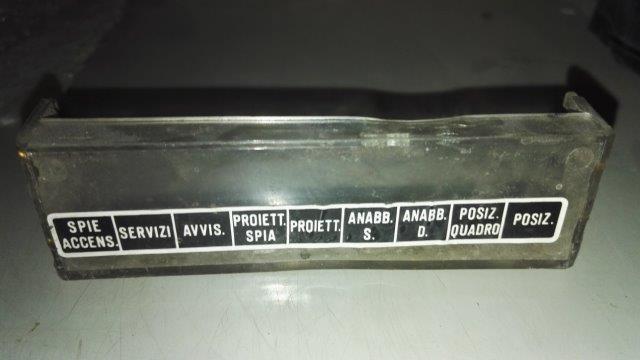 SPIE
ACCENS.
SERVIZI
AVVIS.
PROIETT.
SPIA
PROIETT.
ANABB.
S.
ANABB.
D.
POSIZ.
QUADRO
POSIZ.